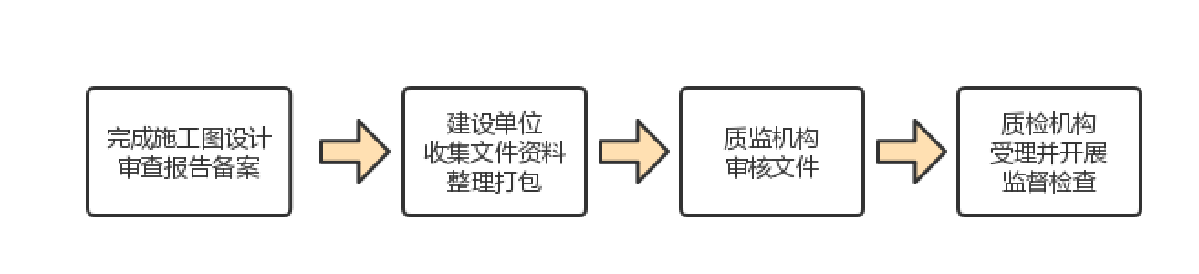 完成施工图设计
审查报告备案
建设单位
收集文件资料
整理打包
质监机构
审核文件
质检机构
受理并开展
监督检查